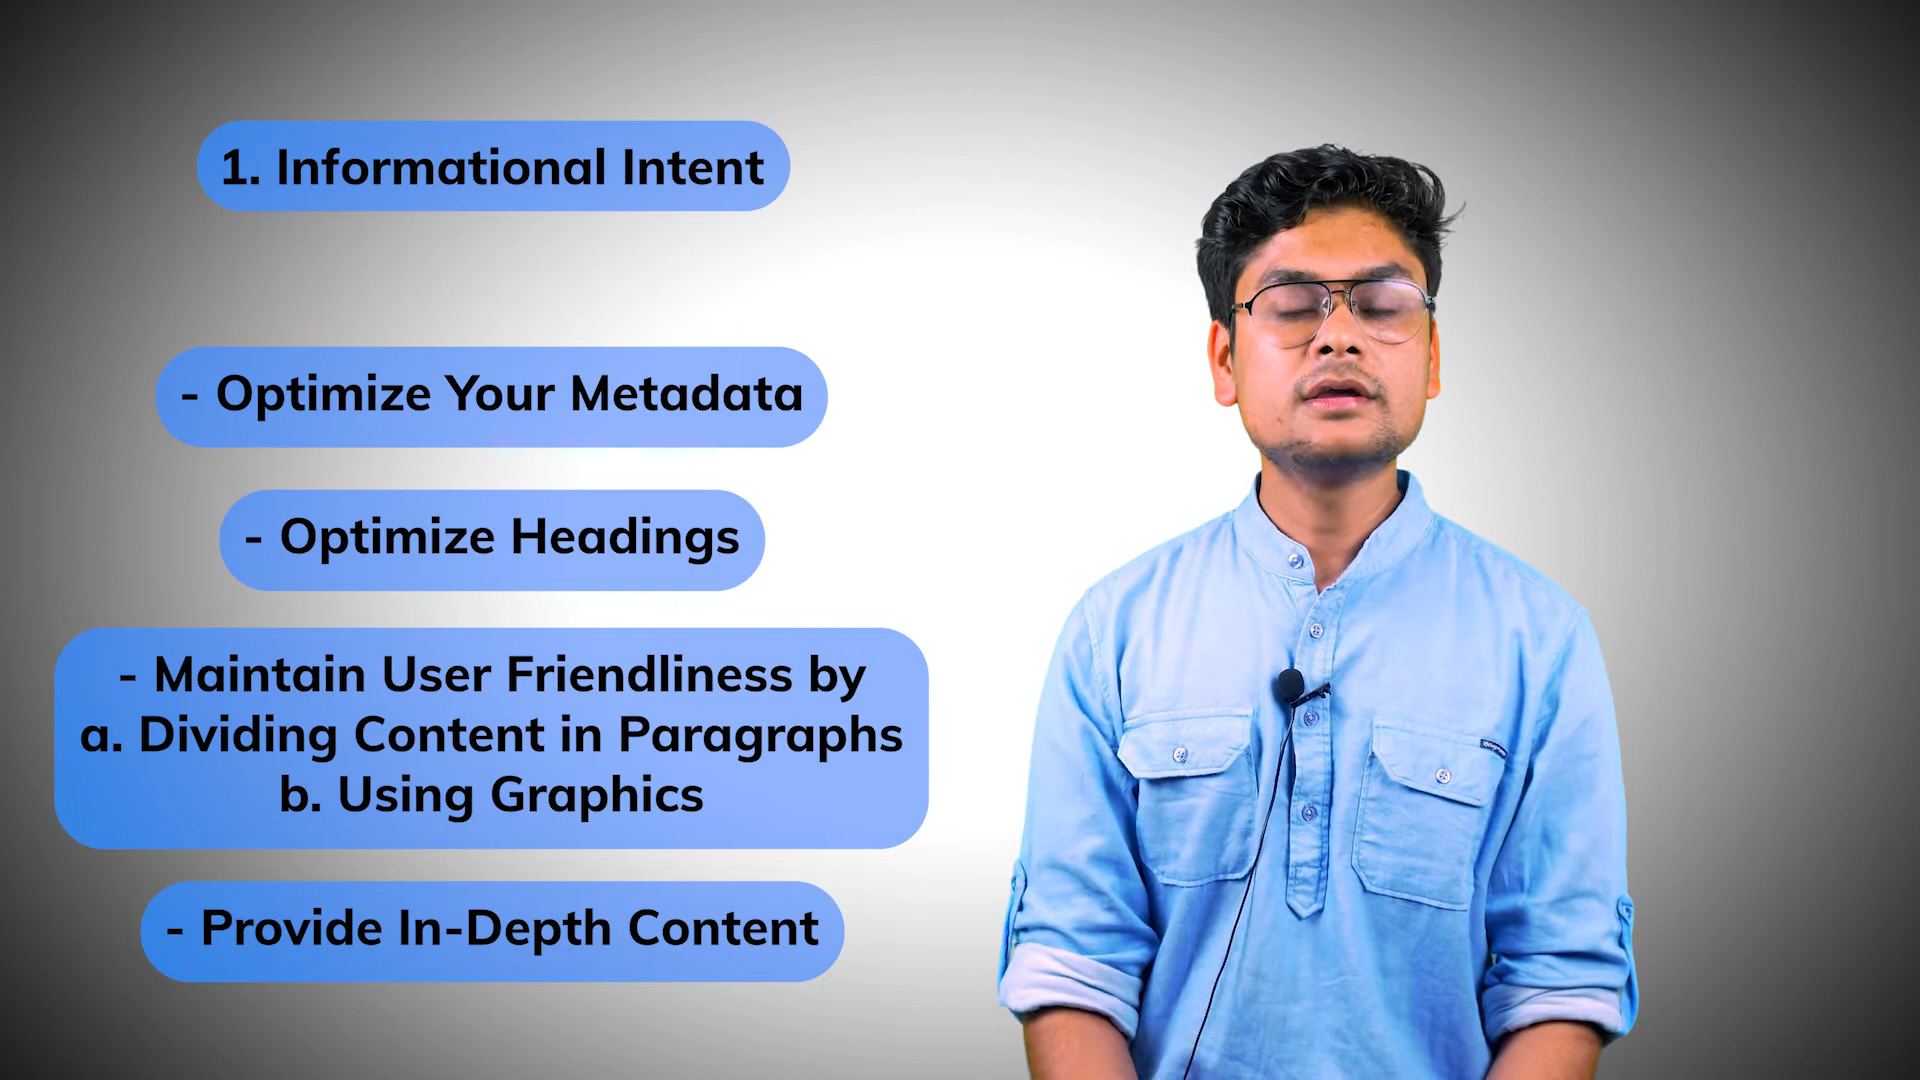 1. Informational Intent
- Optimize Your Metadata
- Optimize Headings
- Maintain User Friendliness by
a. Dividing Content in Paragraphs
b. Using Graphics
- Provide In-Depth Content